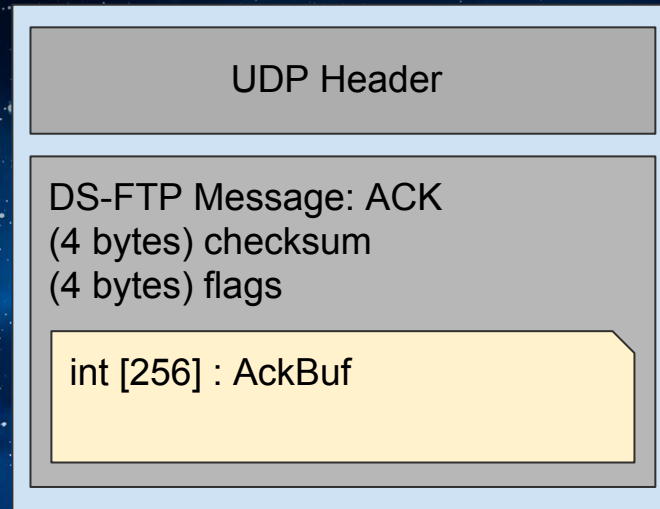 UDP Header
DS-FTP Message: ACK
(4 bytes) checksum
(4 bytes) flags
int [256] : AckBuf